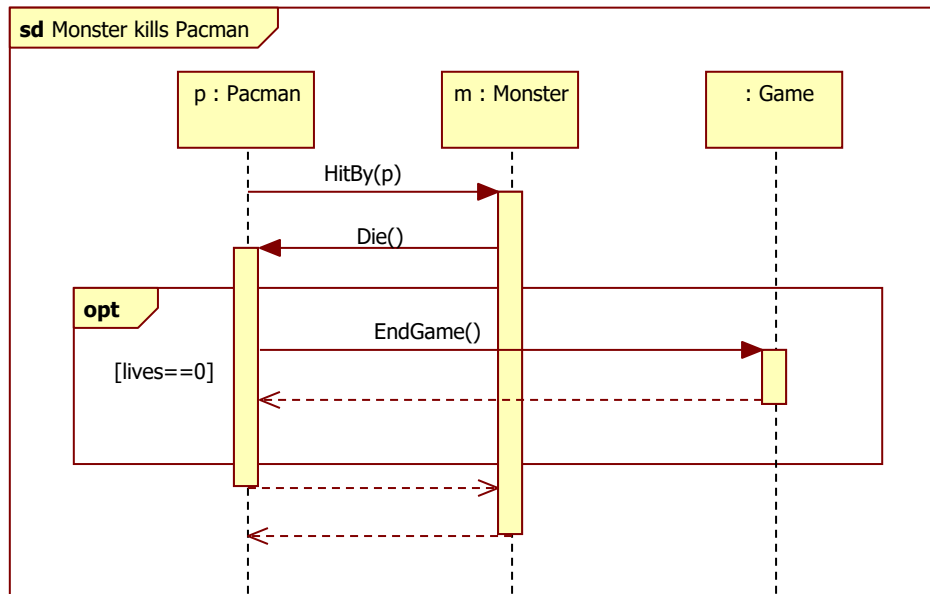 sd Monster kills Pacman
p : Pacman
m : Monster
: Game
HitBy(p)
Die()
opt
EndGame()
[lives==0]